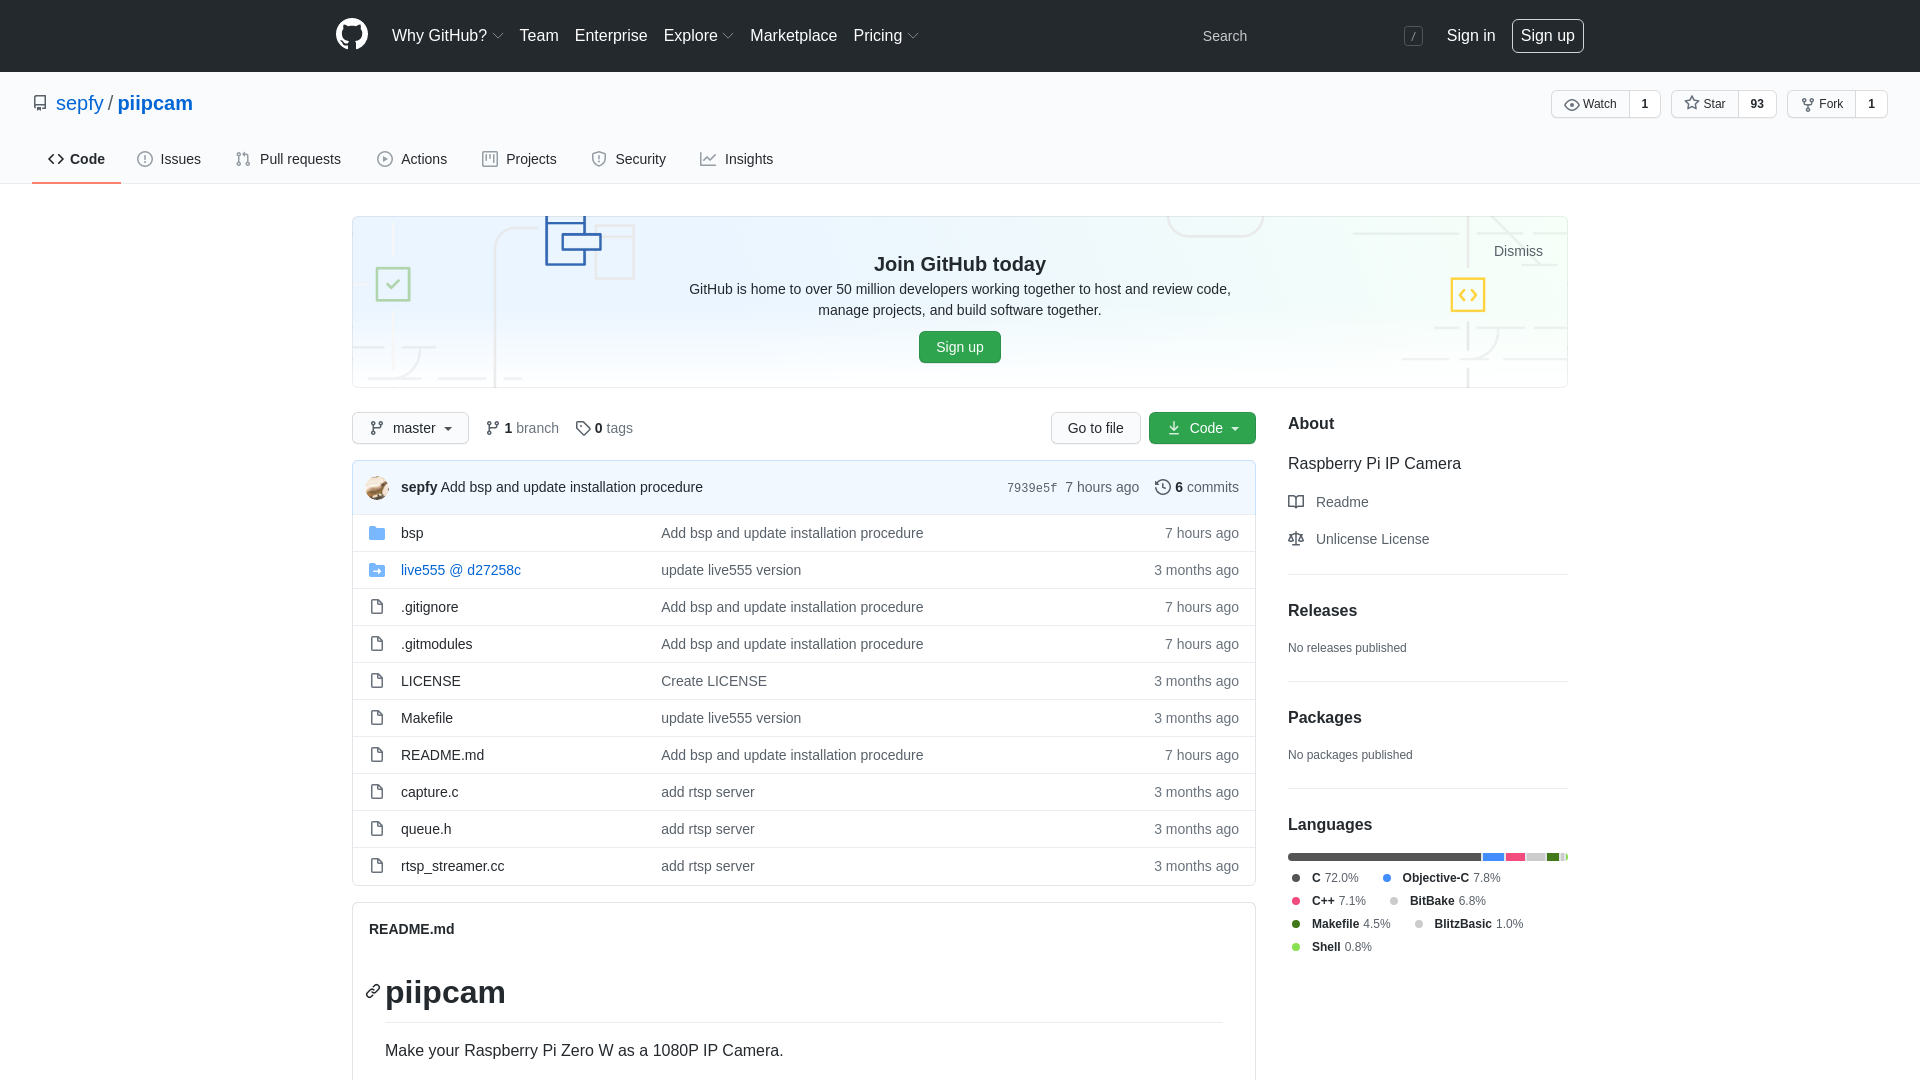 Why GitHub? Team Enterprise Explore Marketplace Pricing Search / Sign in Sign up
sepfy / piipcam Watch 1 Star 93 Fork 1
Code Issues Pull requests Actions Projects Security Insights
Dismiss
Join GitHub today
GitHub is home to over 50 million developers working together to host and review code,
manage projects, and build software together.
Sign up
master 1 branch 0 tags Go to file Code
sepfy Add bsp and update installation procedure 7939e5f 7 hours ago 6 commits
bsp Add bsp and update installation procedure 7 hours ago
live555 @ d27258c update live555 version 3 months ago
.gitignore Add bsp and update installation procedure 7 hours ago
.gitmodules Add bsp and update installation procedure 7 hours ago
LICENSE Create LICENSE 3 months ago
Makefile update live555 version 3 months ago
README.md Add bsp and update installation procedure 7 hours ago
capture.c add rtsp server 3 months ago
queue.h add rtsp server 3 months ago
rtsp_streamer.cc add rtsp server 3 months ago
README.md
piipcam
Make your Raspberry Pi Zero W as a 1080P IP Camera.
About
Raspberry Pi IP Camera
Readme
Unlicense License
Releases
No releases published
Packages
No packages published
Languages
C 72.0% Objective-C 7.8%
C++ 7.1% BitBake 6.8%
Makefile 4.5% BlitzBasic 1.0%
Shell 0.8%